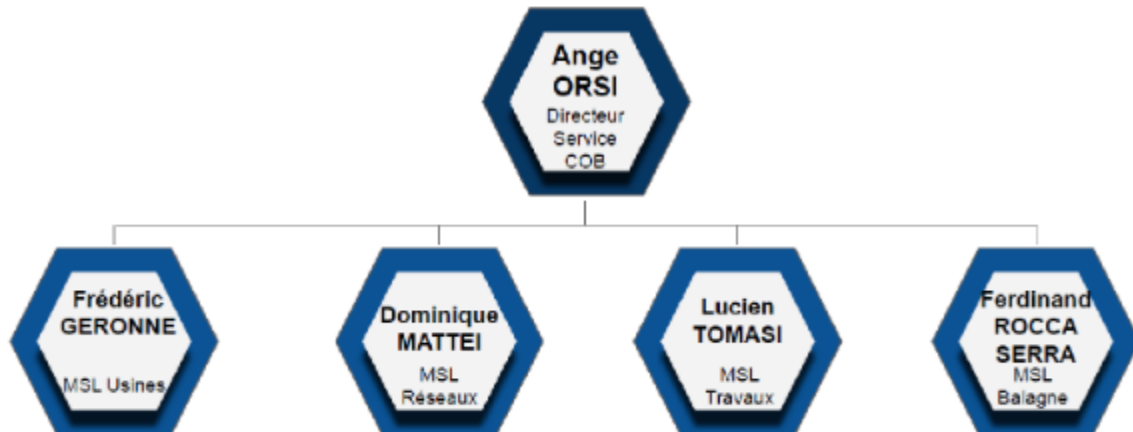 Ange
ORSI
Directeur
Service
COB
Frédéric
GERONNE
MSL Usines
Dominique
MATTEI
MSL
Réseaux
Lucien
TOMASI
MSL
Travaux
Ferdinand
ROCCA
SERRA
MSL
Balagne